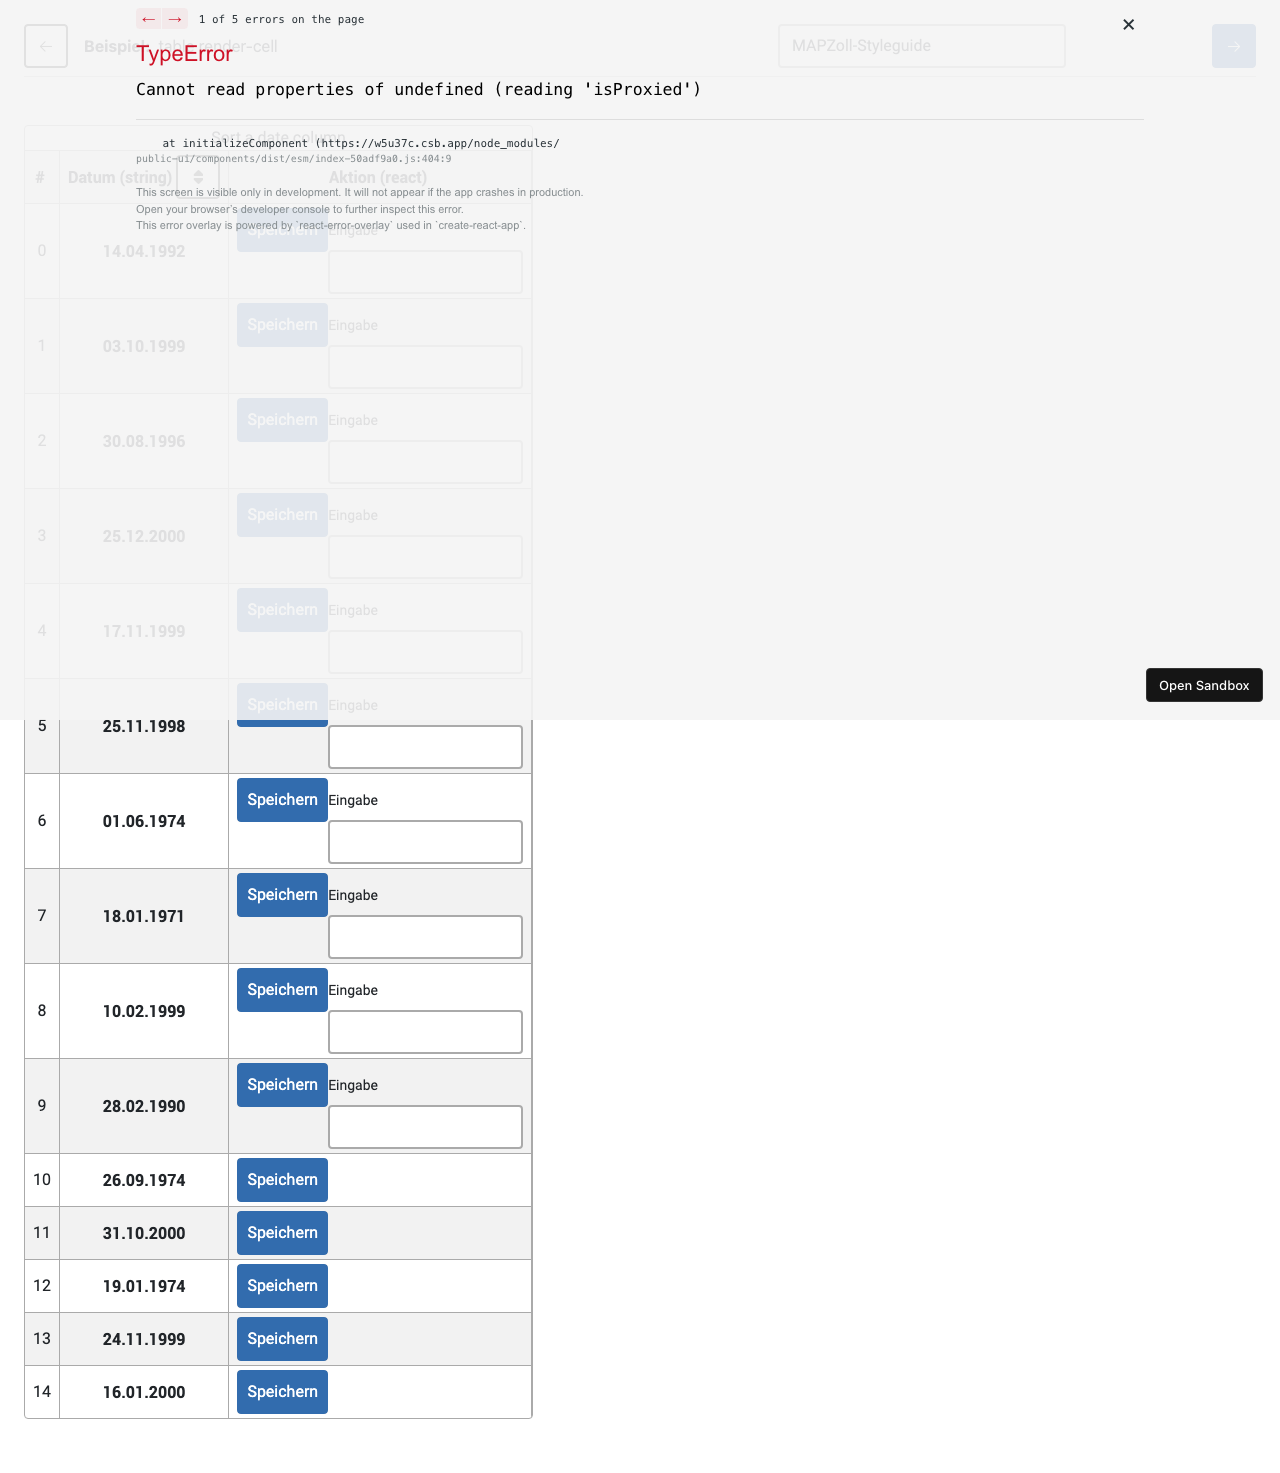 ← → 1 of 5 errors on the page ✕
← Beispiel table-render-cell MAPZoll-Styleguide →
TypeError
Cannot read properties of undefined (reading 'isProxied')
Sort a date column
at initializeComponent (https://w5u37c.csb.app/node_modules/
public-ui/components/dist/esm/index-50adf9a0.js:404:9
# Datum (string) Aktion (react)
This screen is visible only in development. It will not appear if the app crashes in production.
Open your browser's developer console to further inspect this error.
This error overlay is powered by `react-error-overlay` used in `create-react-app`.
0 14.04.1992 Speichern Eingabe
1 03.10.1999 Speichern Eingabe
2 30.08.1996 Speichern Eingabe
3 25.12.2000 Speichern Eingabe
4 17.11.1999 Speichern Eingabe
Open Sandbox
5 25.11.1998 Speichern Eingabe
6 01.06.1974 Speichern Eingabe
7 18.01.1971 Speichern Eingabe
8 10.02.1999 Speichern Eingabe
9 28.02.1990 Speichern Eingabe
10 26.09.1974 Speichern
11 31.10.2000 Speichern
12 19.01.1974 Speichern
13 24.11.1999 Speichern
14 16.01.2000 Speichern